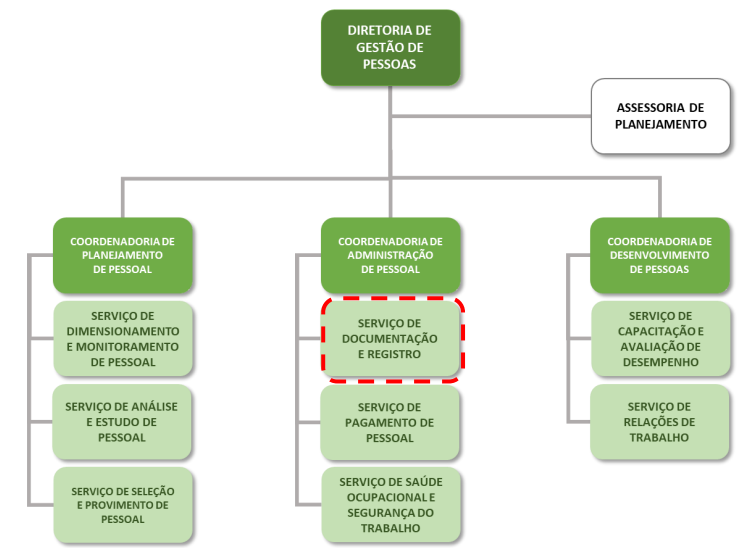 DIRETORIA DE
GESTÃO DE
PESSOAS
ASSESSORIA DE
PLANEJAMENTO
COORDENADORIA DE
PLANEJAMENTO
DE PESSOAL
SERVIÇO DE
DIMENSIONAMENTO
E MONITORAMENTO
DE PESSOAL
SERVIÇO DE ANÁLISE
E ESTUDO DE
PESSOAL
SERVIÇO DE SELEÇÃO
E PROVIMENTO DE
PESSOAL
COORDENADORIA DE
ADMINISTRAÇÃO
DE PESSOAL
SERVIÇO DE
DOCUMENTAÇÃO
E REGISTRO
SERVIÇO DE
PAGAMENTO DE
PESSOAL
SERVIÇO DE SAÚDE
OCUPACIONAL E
SEGURANÇA DO
TRABALHO
COORDENADORIA DE
DESENVOLVIMENTO
DE PESSOAS
SERVIÇO DE
CAPACITAÇÃO E
AVALIAÇÃO DE
DESEMPENHO
SERVIÇO DE
RELAÇÕES DE
TRABALHO